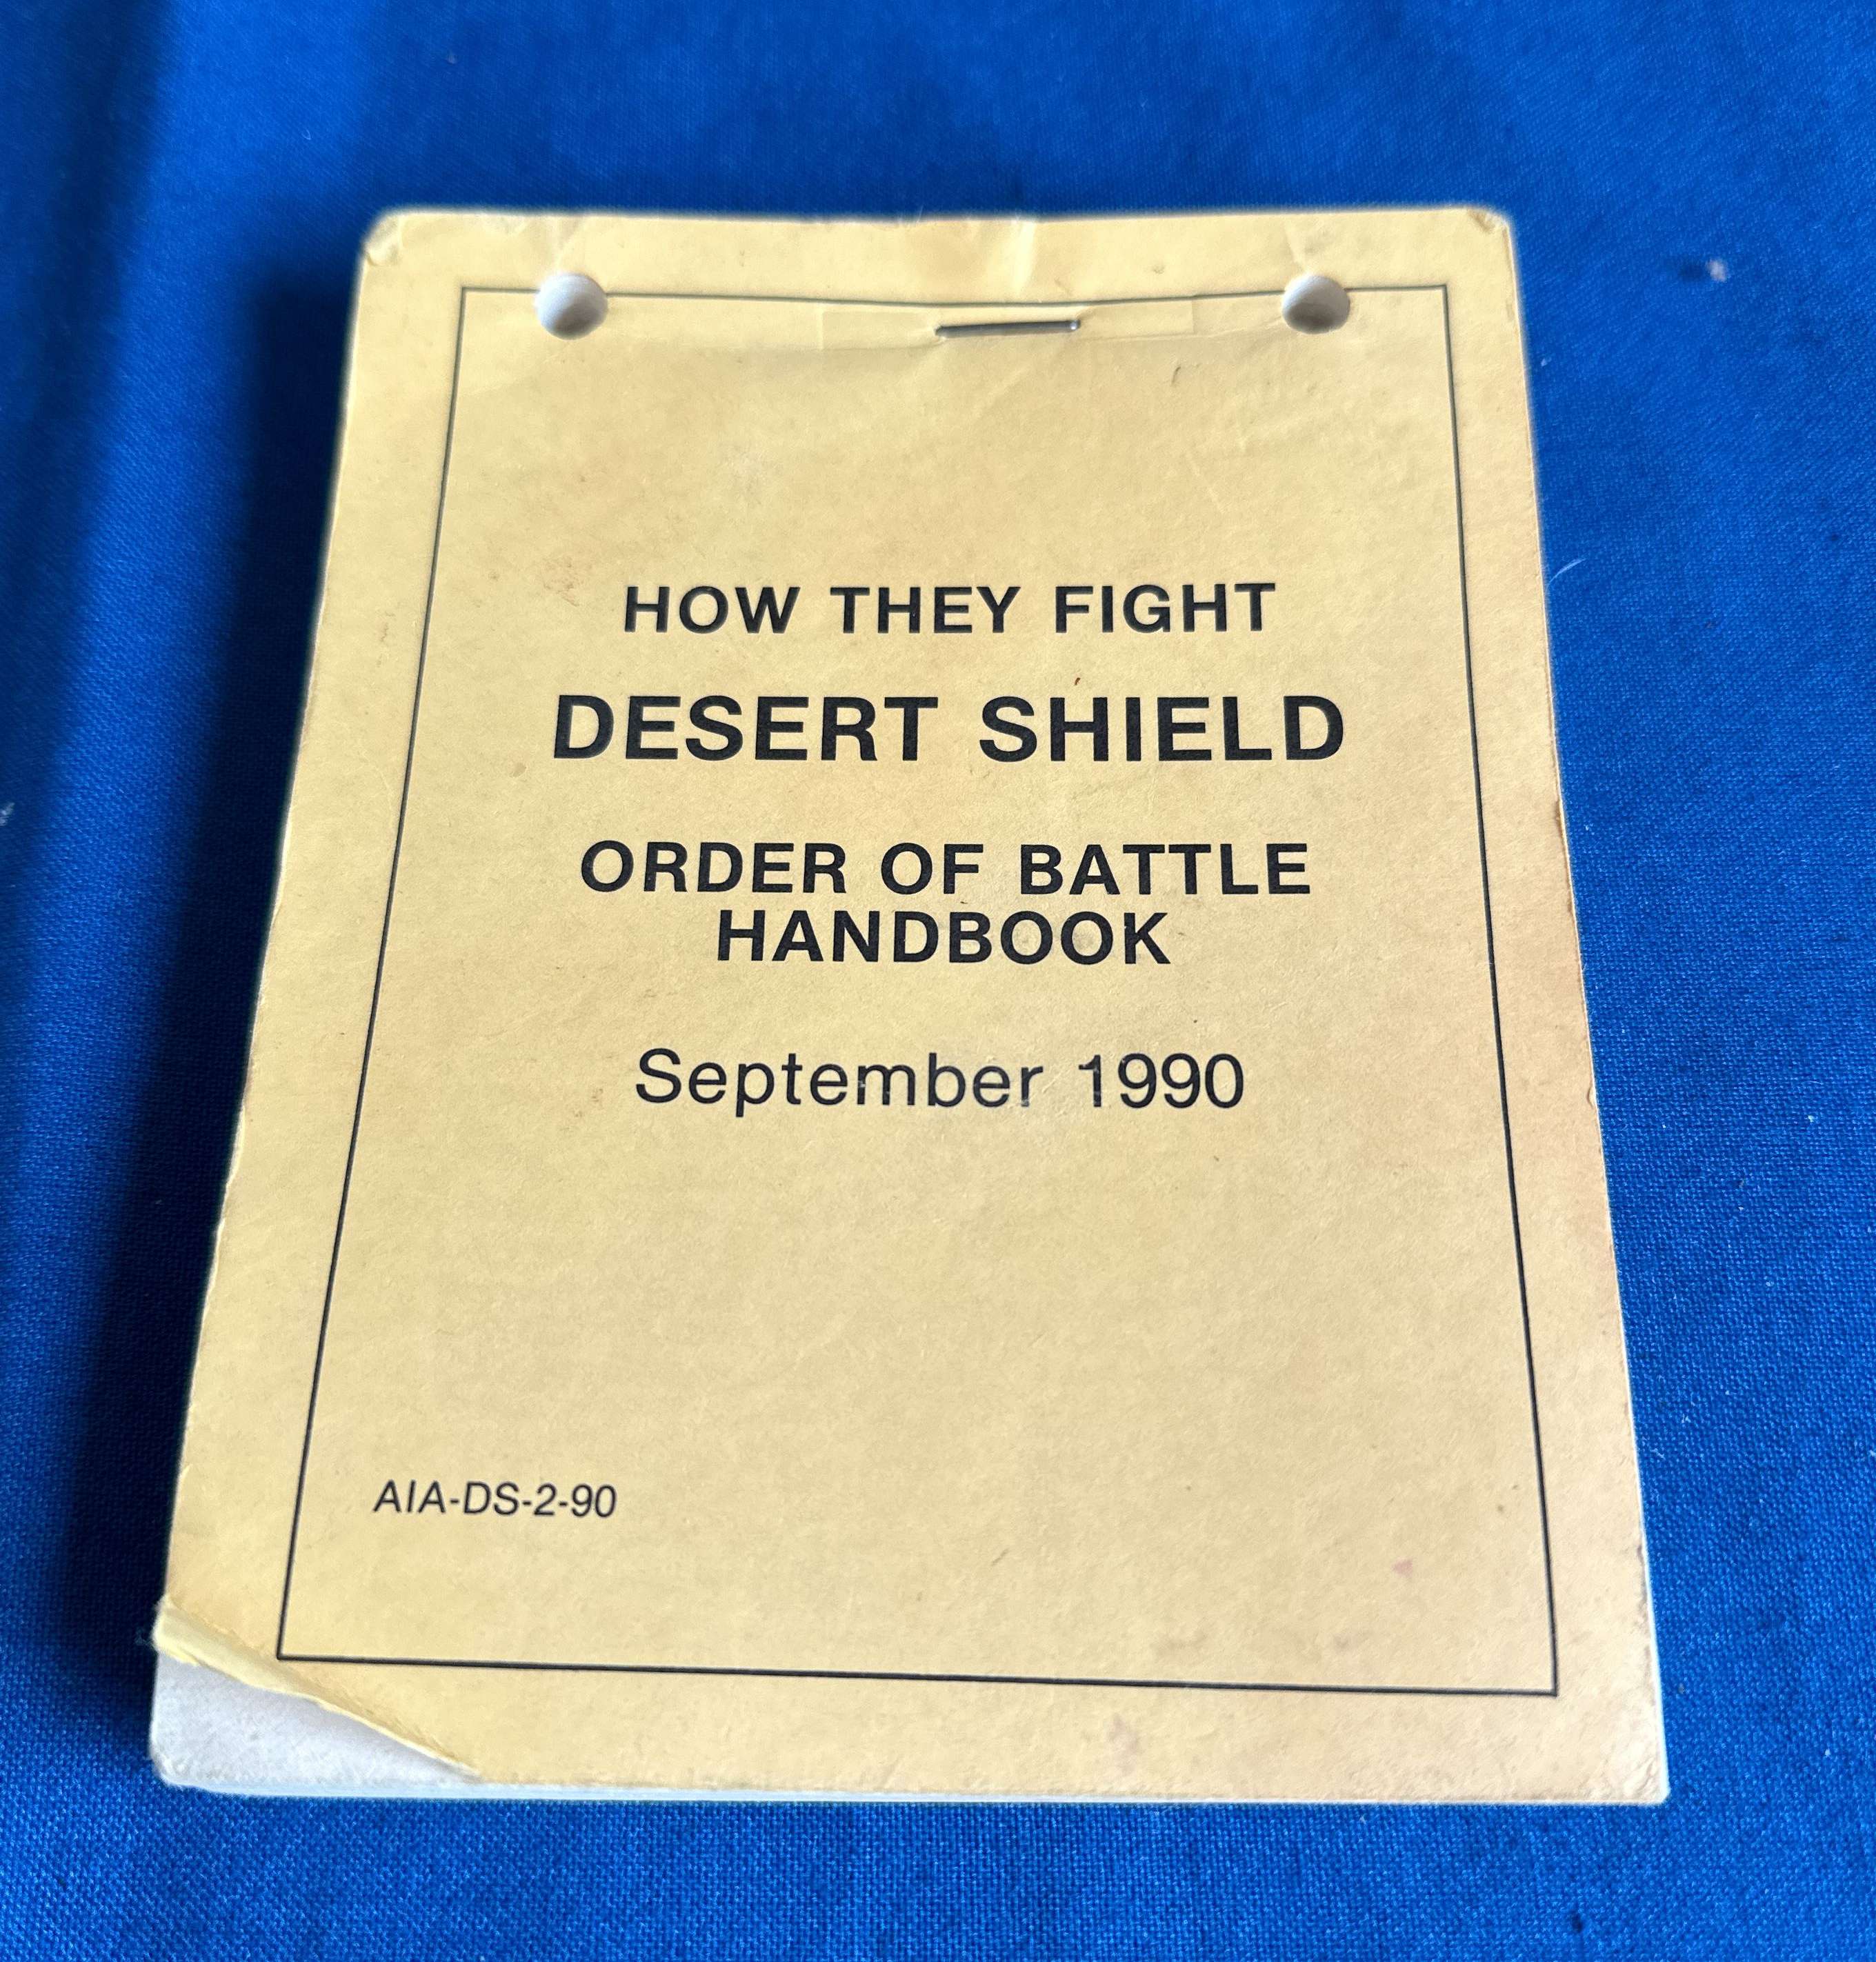 HOW THEY FIGHT
DESERT SHIELD
ORDER OF BATTLE
HANDBOOK
September 1990
AIA-DS-2-90